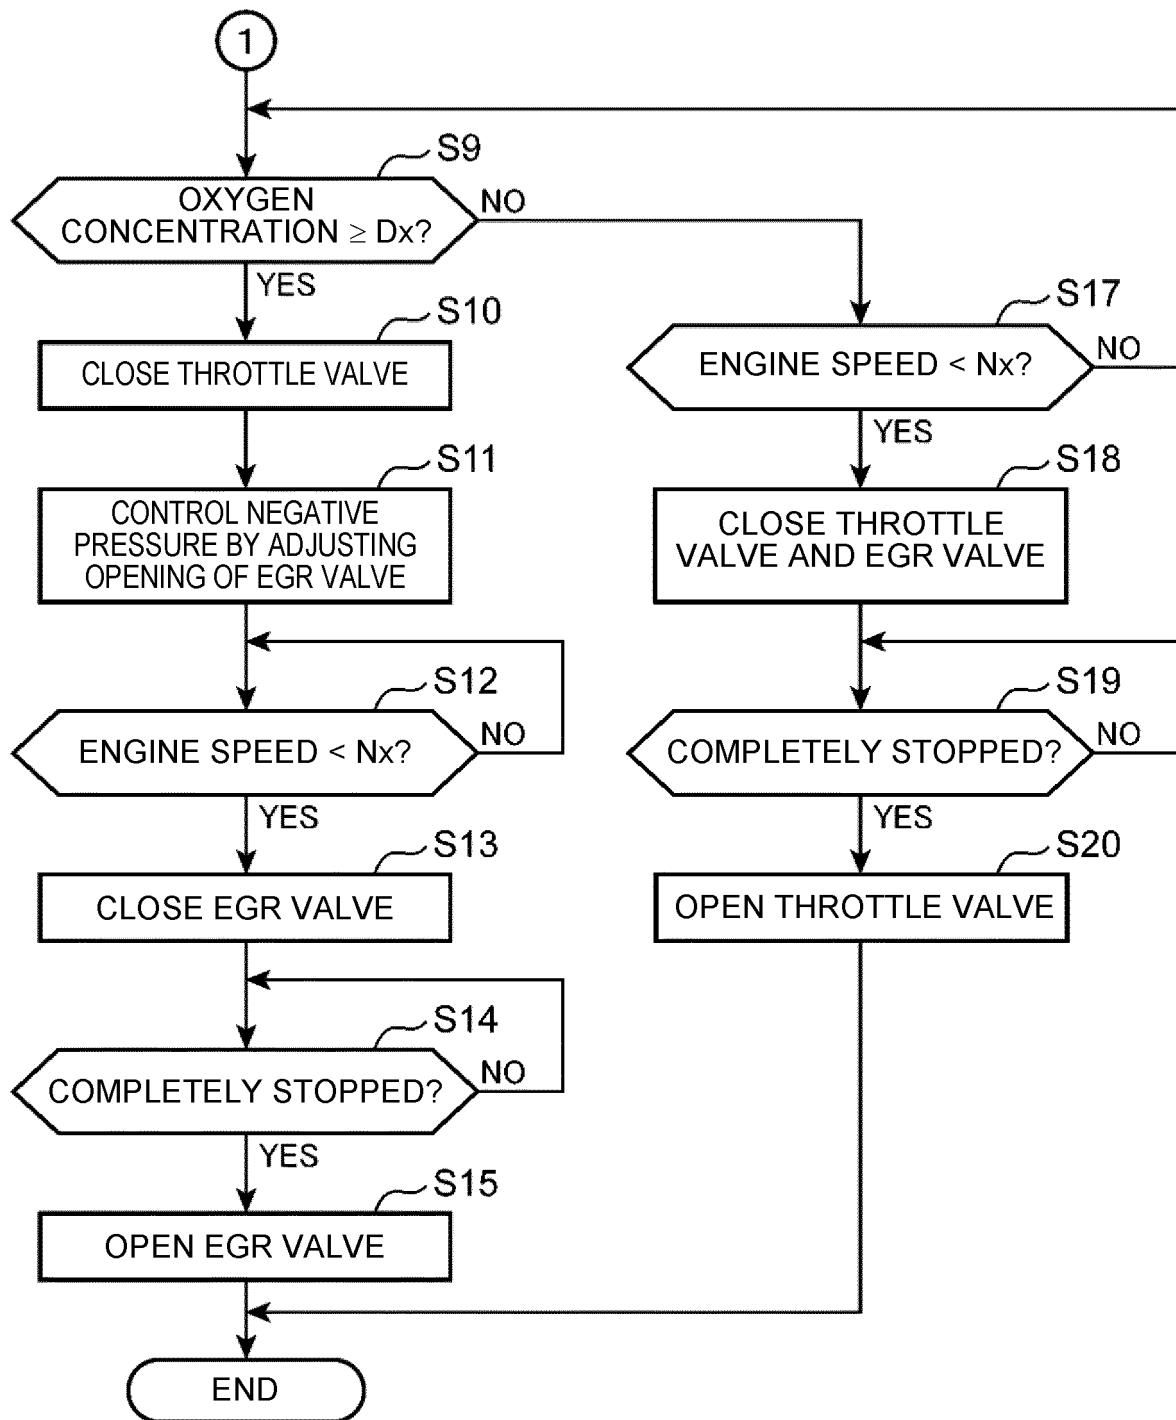 1
S9
OXYGEN
CONCENTRATION ≥ Dx?
NO
YES
S10
CLOSE THROTTLE VALVE
S11
CONTROL NEGATIVE
PRESSURE BY ADJUSTING
OPENING OF EGR VALVE
S12
ENGINE SPEED < Nx?
NO
YES
S13
CLOSE EGR VALVE
S14
COMPLETELY STOPPED?
NO
YES
S15
OPEN EGR VALVE
END
S17
ENGINE SPEED < Nx?
NO
YES
S18
CLOSE THROTTLE
VALVE AND EGR VALVE
S19
COMPLETELY STOPPED?
NO
YES
S20
OPEN THROTTLE VALVE